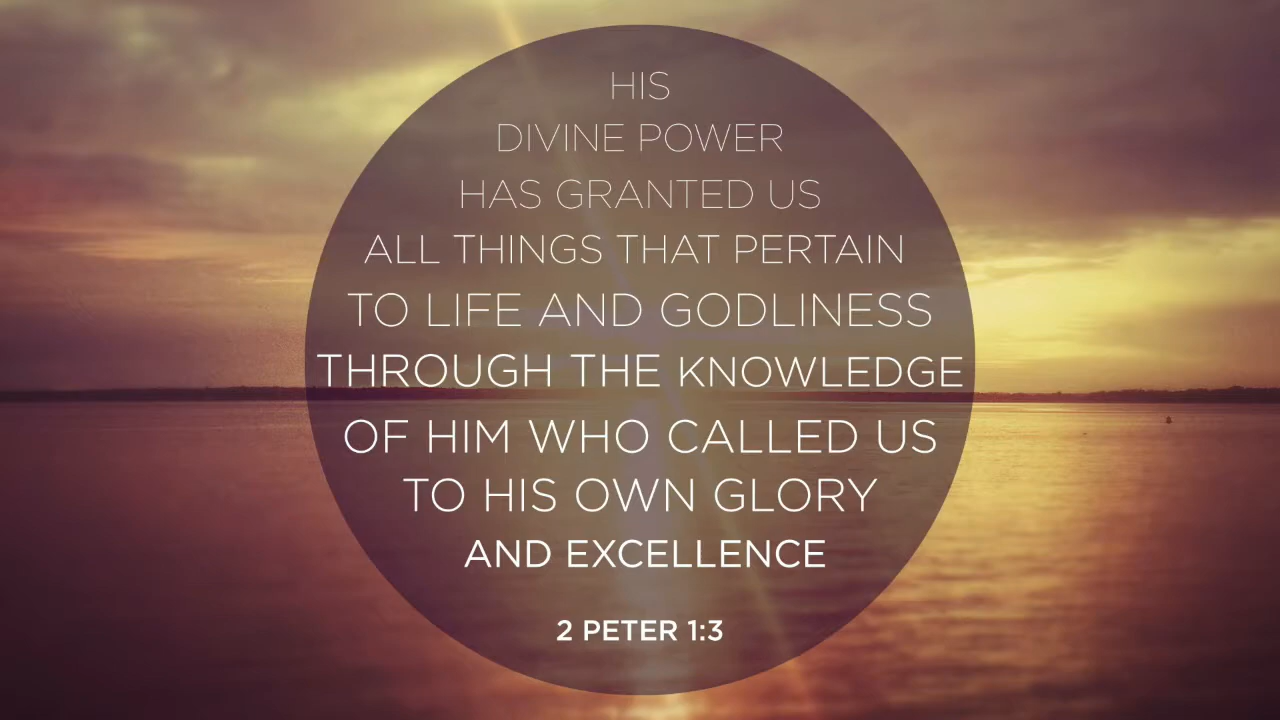 HIS
DIVINE POWER
HAS GRANTED US
ALL THINGS THAT PERTAIN
TO LIFE AND GODLINESS
THROUGH THE KNOWLEDGE
OF HIM WHO CALLED US
TO HIS OWN GLORY
AND EXCELLENCE
2 PETER 1:3